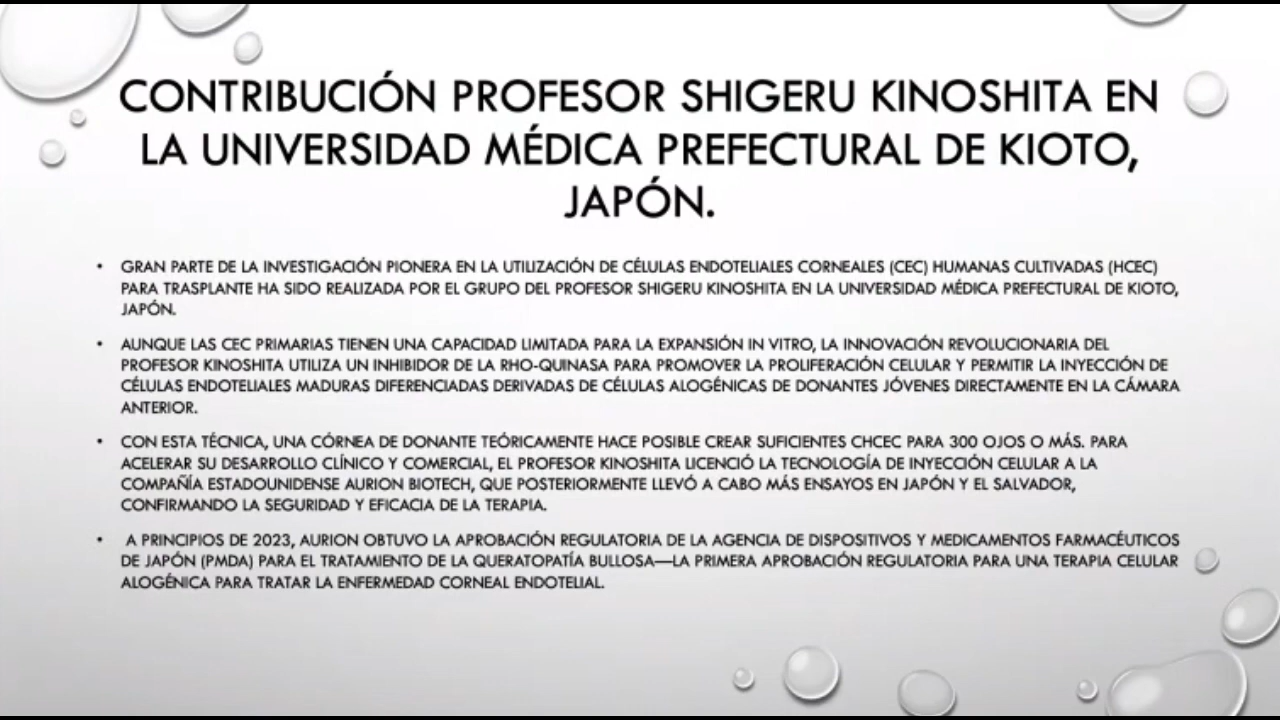 CONTRIBUCIÓN PROFESOR SHIGERU KINOSHITA EN
LA UNIVERSIDAD MÉDICA PREFECTURAL DE KIOTO,
JAPÓN.
• GRAN PARTE DE LA INVESTIGACIÓN PIONERA EN LA UTILIZACIÓN DE CÉLULAS ENDOTELIALES CORNEALES (CEC) HUMANAS CULTIVADAS (HCEC)
PARA TRASPLANTE HA SIDO REALIZADA POR EL GRUPO DEL PROFESOR SHIGERU KINOSHITA EN LA UNIVERSIDAD MÉDICA PREFECTURAL DE KIOTO,
JAPÓN.
• AUNQUE LAS CEC PRIMARIAS TIENEN UNA CAPACIDAD LIMITADA PARA LA EXPANSIÓN IN VITRO, LA INNOVACIÓN REVOLUCIONARIA DEL
PROFESOR KINOSHITA UTILIZA UN INHIBIDOR DE LA RHO-QUINASA PARA PROMOVER LA PROLIFERACIÓN CELULAR Y PERMITIR LA INYECCIÓN DE
CÉLULAS ENDOTELIALES MADURAS DIFERENCIADAS DERIVADAS DE CÉLULAS ALOGÉNICAS DE DONANTES JÓVENES DIRECTAMENTE EN LA CÁMARA
ANTERIOR.
• CON ESTA TÉCNICA, UNA CÓRNEA DE DONANTE TEÓRICAMENTE HACE POSIBLE CREAR SUFICIENTES CHCEC PARA 300 OJOS O MÁS. PARA
ACELERAR SU DESARROLLO CLÍNICO Y COMERCIAL, EL PROFESOR KINOSHITA LICENCIÓ LA TECNOLOGÍA DE INYECCIÓN CELULAR A LA
COMPAÑÍA ESTADOUNIDENSE AURION BIOTECH, QUE POSTERIORMENTE LLEVÓ A CABO MÁS ENSAYOS EN JAPÓN Y EL SALVADOR,
CONFIRMANDO LA SEGURIDAD Y EFICACIA DE LA TERAPIA.
• A PRINCIPIOS DE 2023, AURION OBTUVO LA APROBACIÓN REGULATORIA DE LA AGENCIA DE DISPOSITIVOS Y MEDICAMENTOS FARMACÉUTICOS
DE JAPÓN (PMDA) PARA EL TRATAMIENTO DE LA QUERATOPATÍA BULLOSA—LA PRIMERA APROBACIÓN REGULATORIA PARA UNA TERAPIA CELULAR
ALOGÉNICA PARA TRATAR LA ENFERMEDAD CORNEAL ENDOTELIAL.